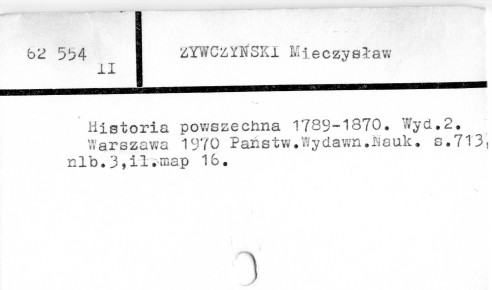 62 554
II
ZYWCZYŃSKI Mieczysław
Historia powszechna 1789-1870. Wyd.2.
Warszawa 1970 Państw.Wydawn.Nauk. s.713,
nlb.3,il.map 16.